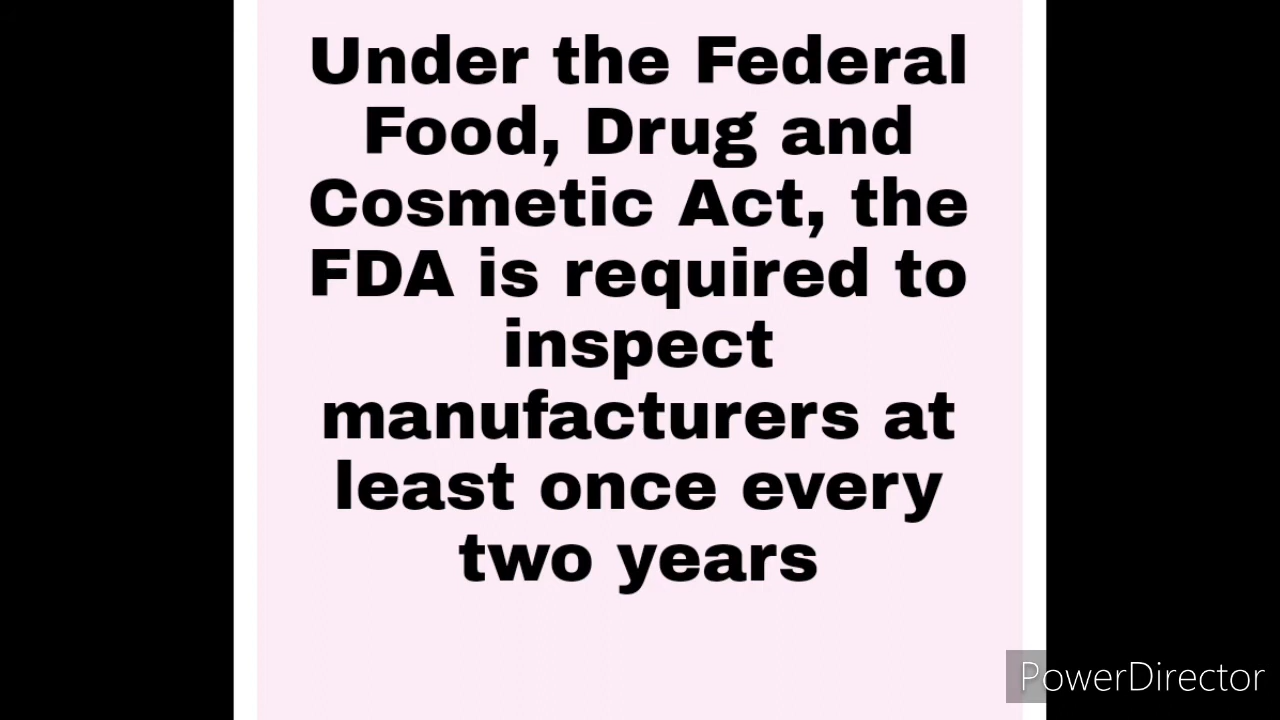 Under the Federal
Food, Drug and
Cosmetic Act, the
FDA is required to
inspect
manufacturers at
least once every
two years
PowerDirector